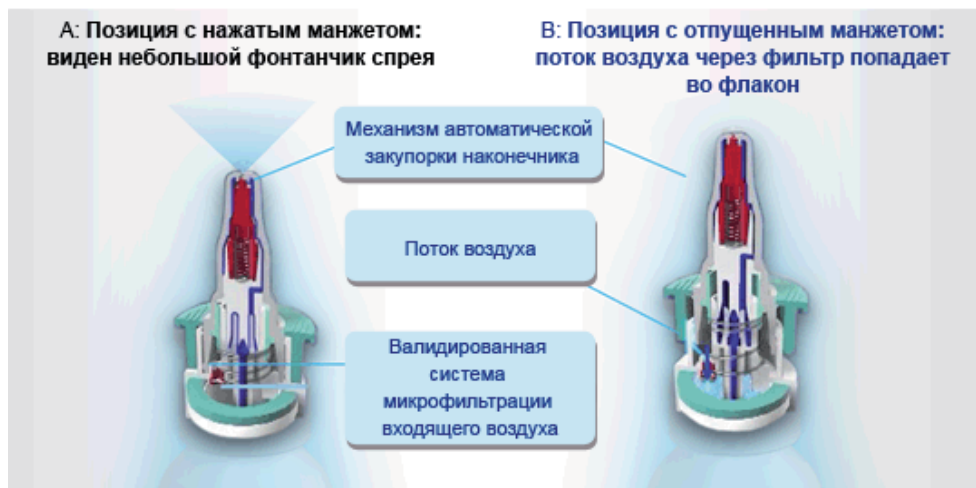 А: Позиция с нажатым манжетом:
виден небольшой фонтанчик спрея
В: Позиция с отпущенным манжетом:
поток воздуха через фильтр попадает
во флакон
Механизм автоматической
закупорки наконечника
Поток воздуха
Валидированная
система
микрофильтрации
входящего воздуха